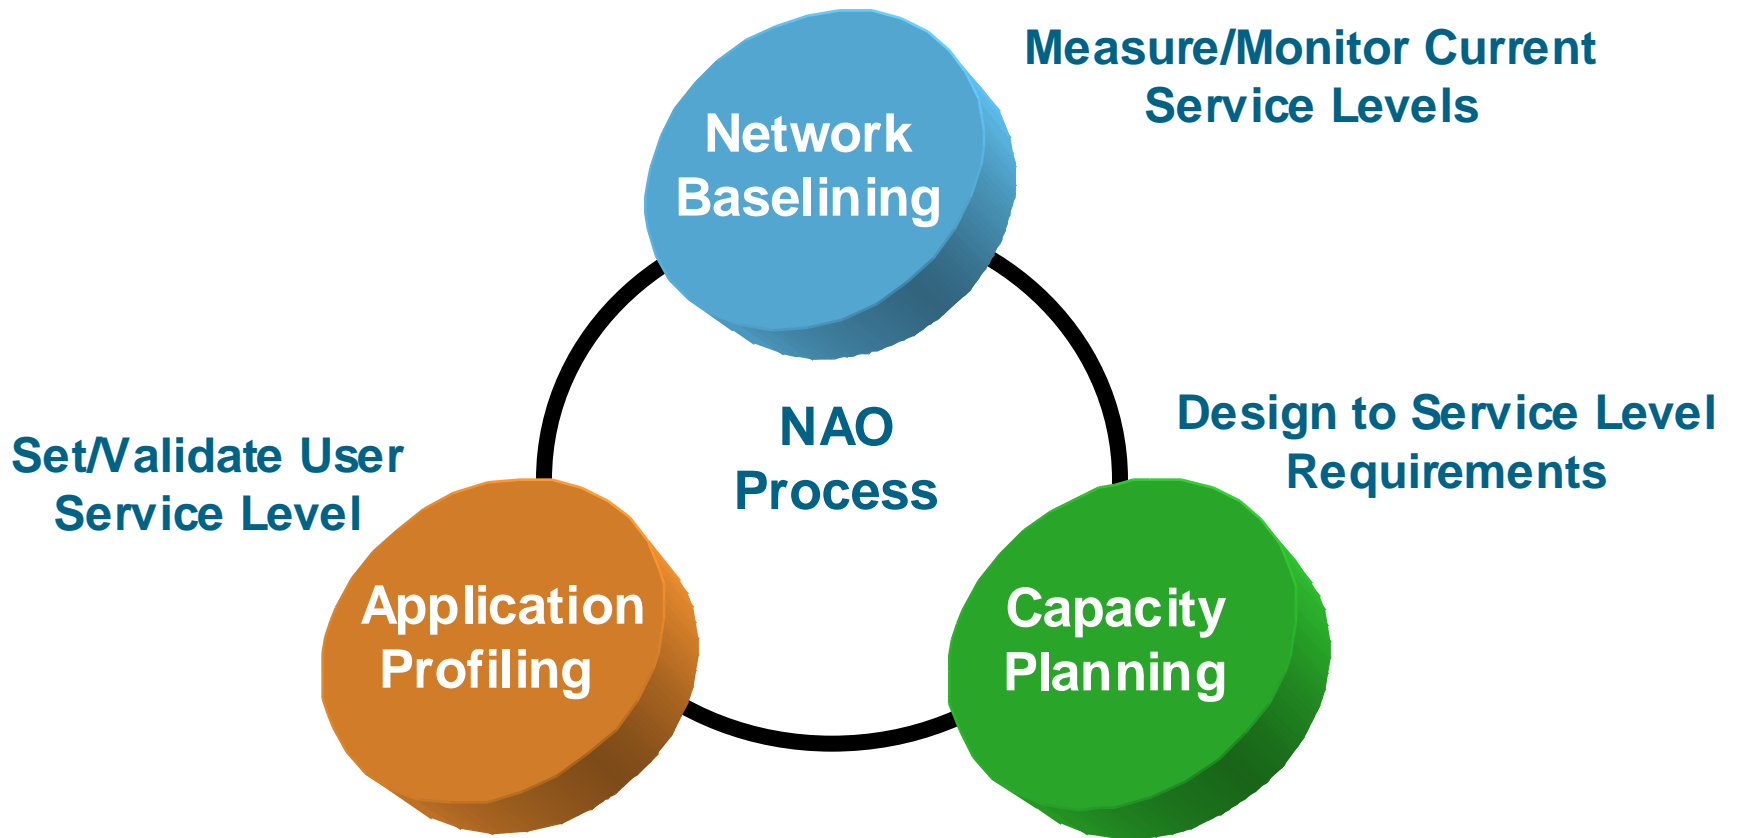 Measure/Monitor Current
Service Levels
Network
Baselining
NAO
Process
Design to Service Level
Requirements
Set/Validate User
Service Level
Application
Profiling
Capacity
Planning